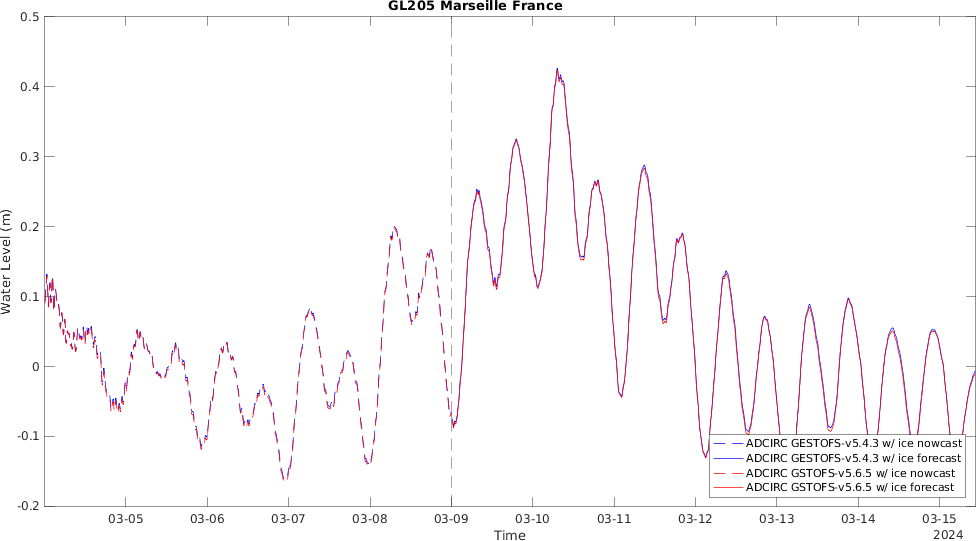 GL205 Marseille France
0.5
0.4
0.3
0.2
0.1
0
-0.1
-0.2
Water Level (m)
ADCIRC GESTOFS-v5.4.3 w/ ice nowcast
ADCIRC GESTOFS-v5.4.3 w/ ice forecast
ADCIRC GSTOFS-v5.6.5 w/ ice nowcast
ADCIRC GSTOFS-v5.6.5 w/ ice forecast
03-05 03-06 03-07 03-08 03-09 03-10 03-11 03-12 03-13 03-14 03-15
Time
2024